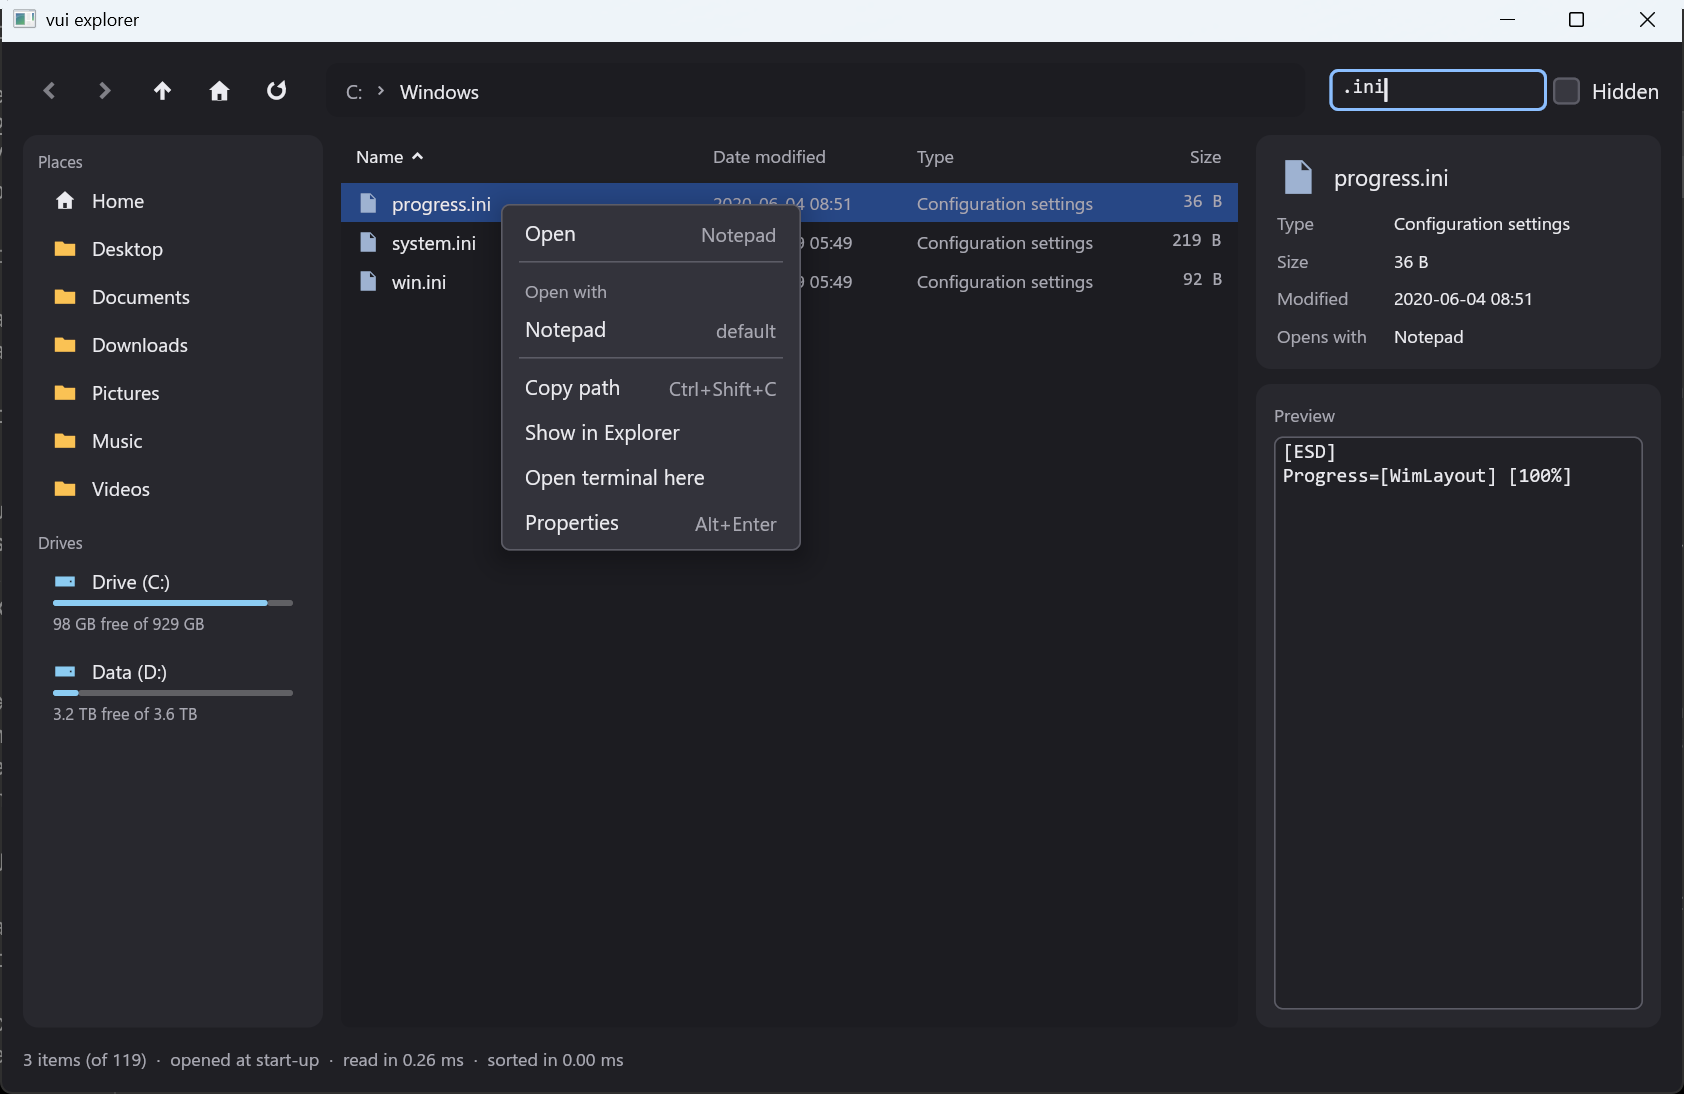 vui explorer
C: > Windows
.ini
Hidden
Places
Home
Desktop
Documents
Downloads
Pictures
Music
Videos
Drives
Drive (C:)
98 GB free of 929 GB
Data (D:)
3.2 TB free of 3.6 TB
Name Date modified Type Size
progress.ini 08:51 Configuration settings 36 B
system.ini 05:49 Configuration settings 219 B
win.ini 05:49 Configuration settings 92 B
Open Notepad
Open with
Notepad default
Copy path Ctrl+Shift+C
Show in Explorer
Open terminal here
Properties Alt+Enter
progress.ini
Type Configuration settings
Size 36 B
Modified 2020-06-04 08:51
Opens with Notepad
Preview
[ESD]
Progress=[WimLayout] [100%]
3 items (of 119) · opened at start-up · read in 0.26 ms · sorted in 0.00 ms